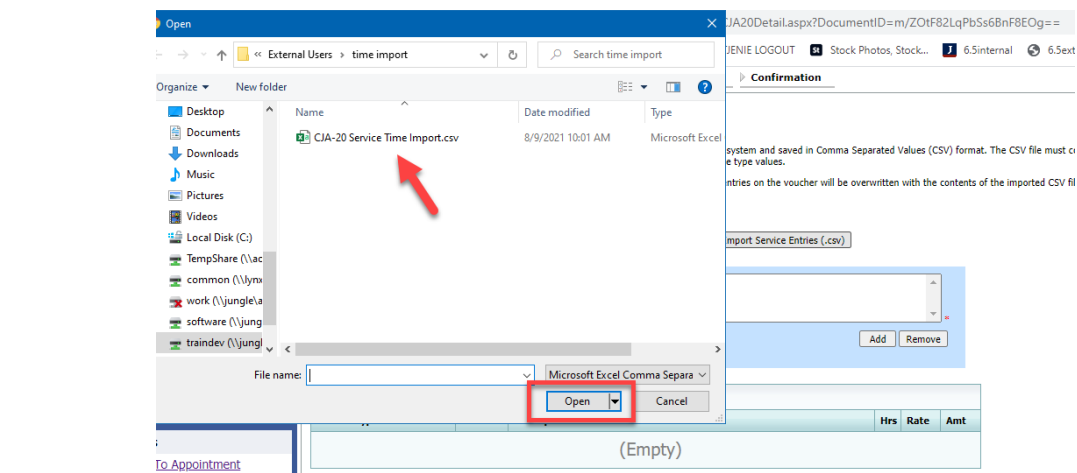 Open
JA20Detail.aspx?DocumentID=m/ZOtF82LqPbSs6BnF8EOg==
« External Users › time import
Search time import
JENIE LOGOUT
St
Stock Photos, Stock...
J
6.5internal
6.5ext
Organize
New folder
?
Confirmation
Desktop
Documents
Downloads
Music
Pictures
Videos
Local Disk (C:)
TempShare (\\ac
common (\\lynx
work (\\jungle\a
software (\\jung
traindev (\\jungl
Name
Date modified
Type
CJA-20 Service Time Import.csv
8/9/2021 10:01 AM
Microsoft Excel
system and saved in Comma Separated Values (CSV) format. The CSV file must c
e type values.
entries on the voucher will be overwritten with the contents of the imported CSV fil
mport Service Entries (.csv)
*
Add
Remove
File name:
Microsoft Excel Comma Separa
Open
Cancel
Hrs
Rate
Amt
(Empty)
To Appointment